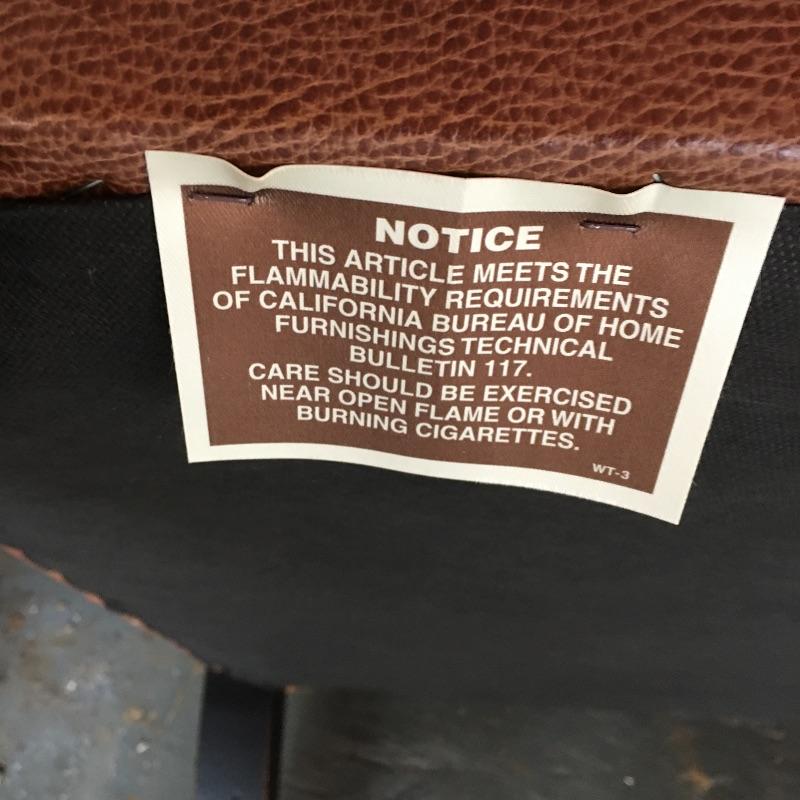 NOTICE
THIS ARTICLE MEETS THE
FLAMMABILITY REQUIREMENTS
OF CALIFORNIA BUREAU OF HOME
FURNISHINGS TECHNICAL
BULLETIN 117.
CARE SHOULD BE EXERCISED
NEAR OPEN FLAME OR WITH
BURNING CIGARETTES.
WT-3